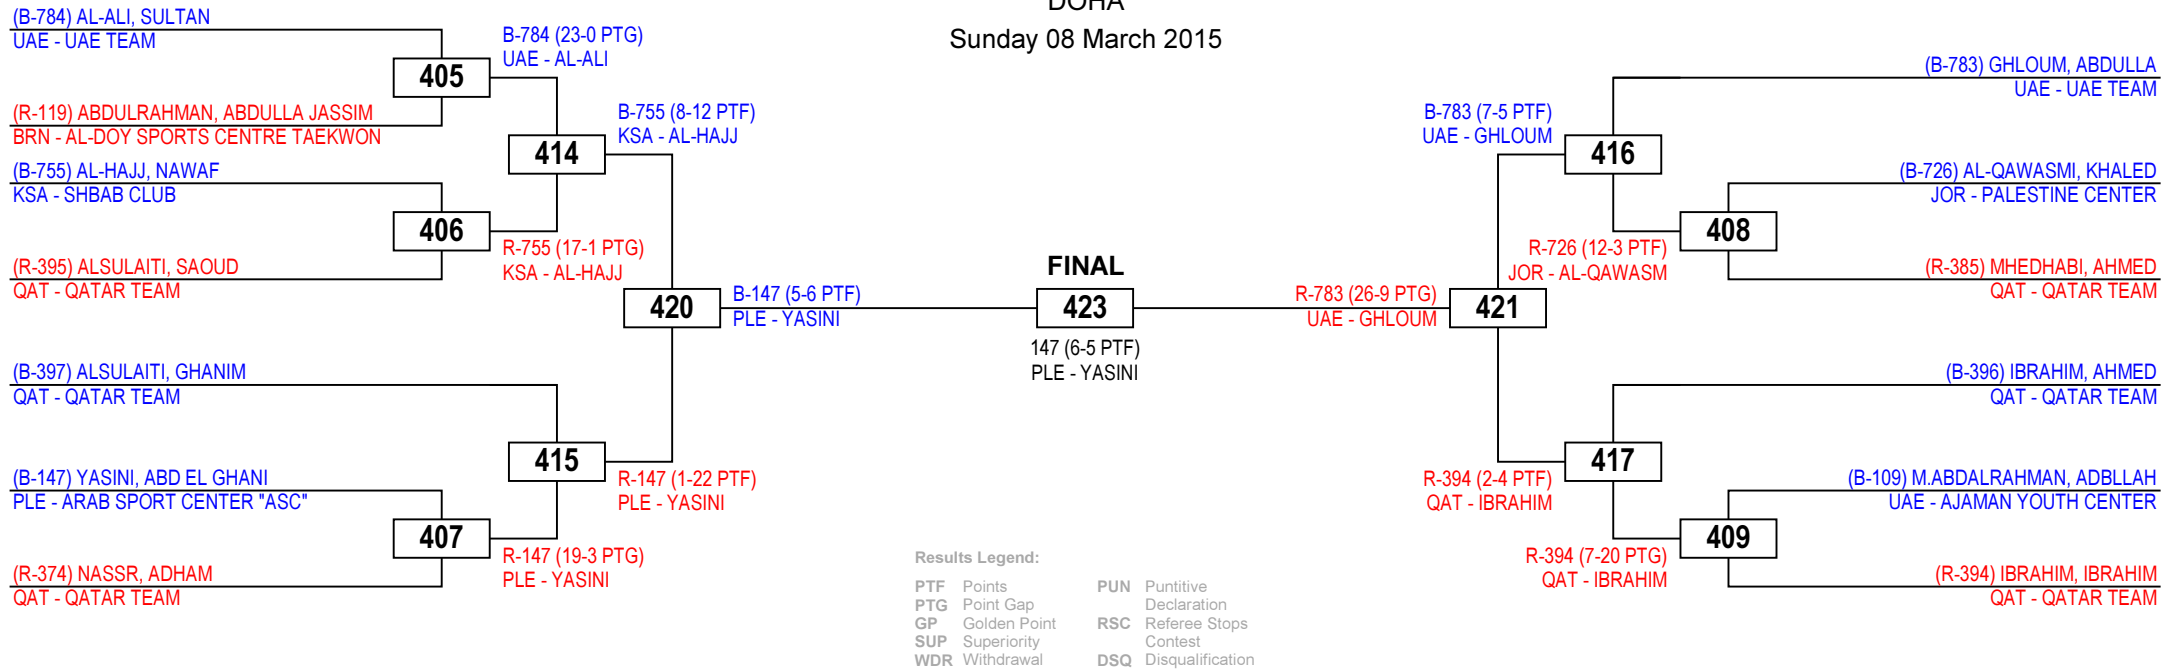 DOHA
Sunday 08 March 2015
(B-784) AL-ALI, SULTAN
UAE - UAE TEAM
405
(R-119) ABDULRAHMAN, ABDULLA JASSIM
BRN - AL-DOY SPORTS CENTRE TAEKWON
(B-755) AL-HAJJ, NAWAF
KSA - SHBAB CLUB
406
(R-395) ALSULAITI, SAOUD
QAT - QATAR TEAM
(B-397) ALSULAITI, GHANIM
QAT - QATAR TEAM
(B-147) YASINI, ABD EL GHANI
PLE - ARAB SPORT CENTER "ASC"
407
(R-374) NASSR, ADHAM
QAT - QATAR TEAM
B-784 (23-0 PTG)
UAE - AL-ALI
414
R-755 (17-1 PTG)
KSA - AL-HAJJ
415
R-147 (19-3 PTG)
PLE - YASINI
B-755 (8-12 PTF)
KSA - AL-HAJJ
420
R-147 (1-22 PTF)
PLE - YASINI
B-147 (5-6 PTF)
PLE - YASINI
FINAL
423
147 (6-5 PTF)
PLE - YASINI
R-783 (26-9 PTG)
UAE - GHLOUM
421
B-783 (7-5 PTF)
UAE - GHLOUM
416
R-726 (12-3 PTF)
JOR - AL-QAWASM
R-394 (2-4 PTF)
QAT - IBRAHIM
417
R-394 (7-20 PTG)
QAT - IBRAHIM
(B-783) GHLOUM, ABDULLA
UAE - UAE TEAM
(B-726) AL-QAWASMI, KHALED
JOR - PALESTINE CENTER
408
(R-385) MHEDHABI, AHMED
QAT - QATAR TEAM
(B-396) IBRAHIM, AHMED
QAT - QATAR TEAM
(B-109) M.ABDALRAHMAN, ADBLLAH
UAE - AJAMAN YOUTH CENTER
409
(R-394) IBRAHIM, IBRAHIM
QAT - QATAR TEAM
Results Legend:
PTF Points
PTG Point Gap
GP Golden Point
SUP Superiority
WDR Withdrawal
PUN Puntitive
Declaration
RSC Referee Stops
Contest
DSQ Disqualification